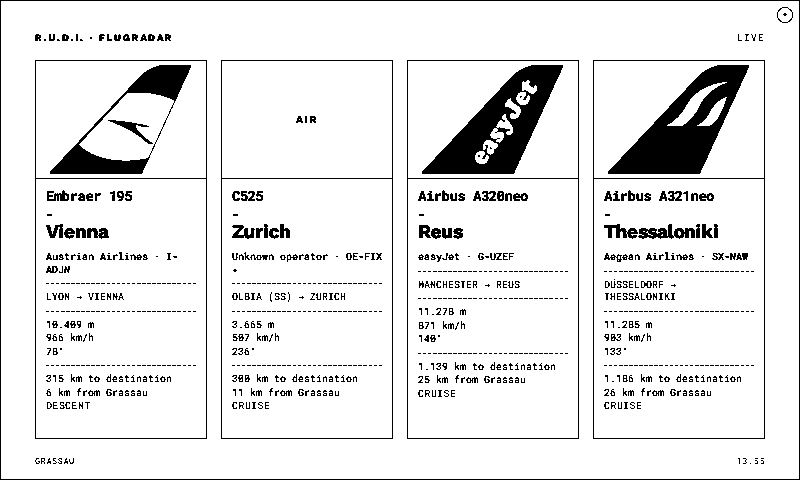 R.U.D.I. · FLUGRADAR
LIVE
Embraer 195
–
Vienna
Austrian Airlines · I-
ADJN
LYON → VIENNA
10.409 m
966 km/h
78°
315 km to destination
6 km from Grassau
DESCENT
AIR
C525
–
Zurich
Unknown operator · OE-FIX
OLBIA (SS) → ZURICH
3.665 m
507 km/h
236°
300 km to destination
11 km from Grassau
CRUISE
easyJet
Airbus A320neo
–
Reus
easyJet · G-UZEF
MANCHESTER → REUS
11.278 m
871 km/h
140°
1.139 km to destination
25 km from Grassau
CRUISE
Airbus A321neo
–
Thessaloniki
Aegean Airlines · SX-NAW
DÜSSELDORF →
THESSALONIKI
11.285 m
903 km/h
133°
1.186 km to destination
26 km from Grassau
CRUISE
GRASSAU
13.55